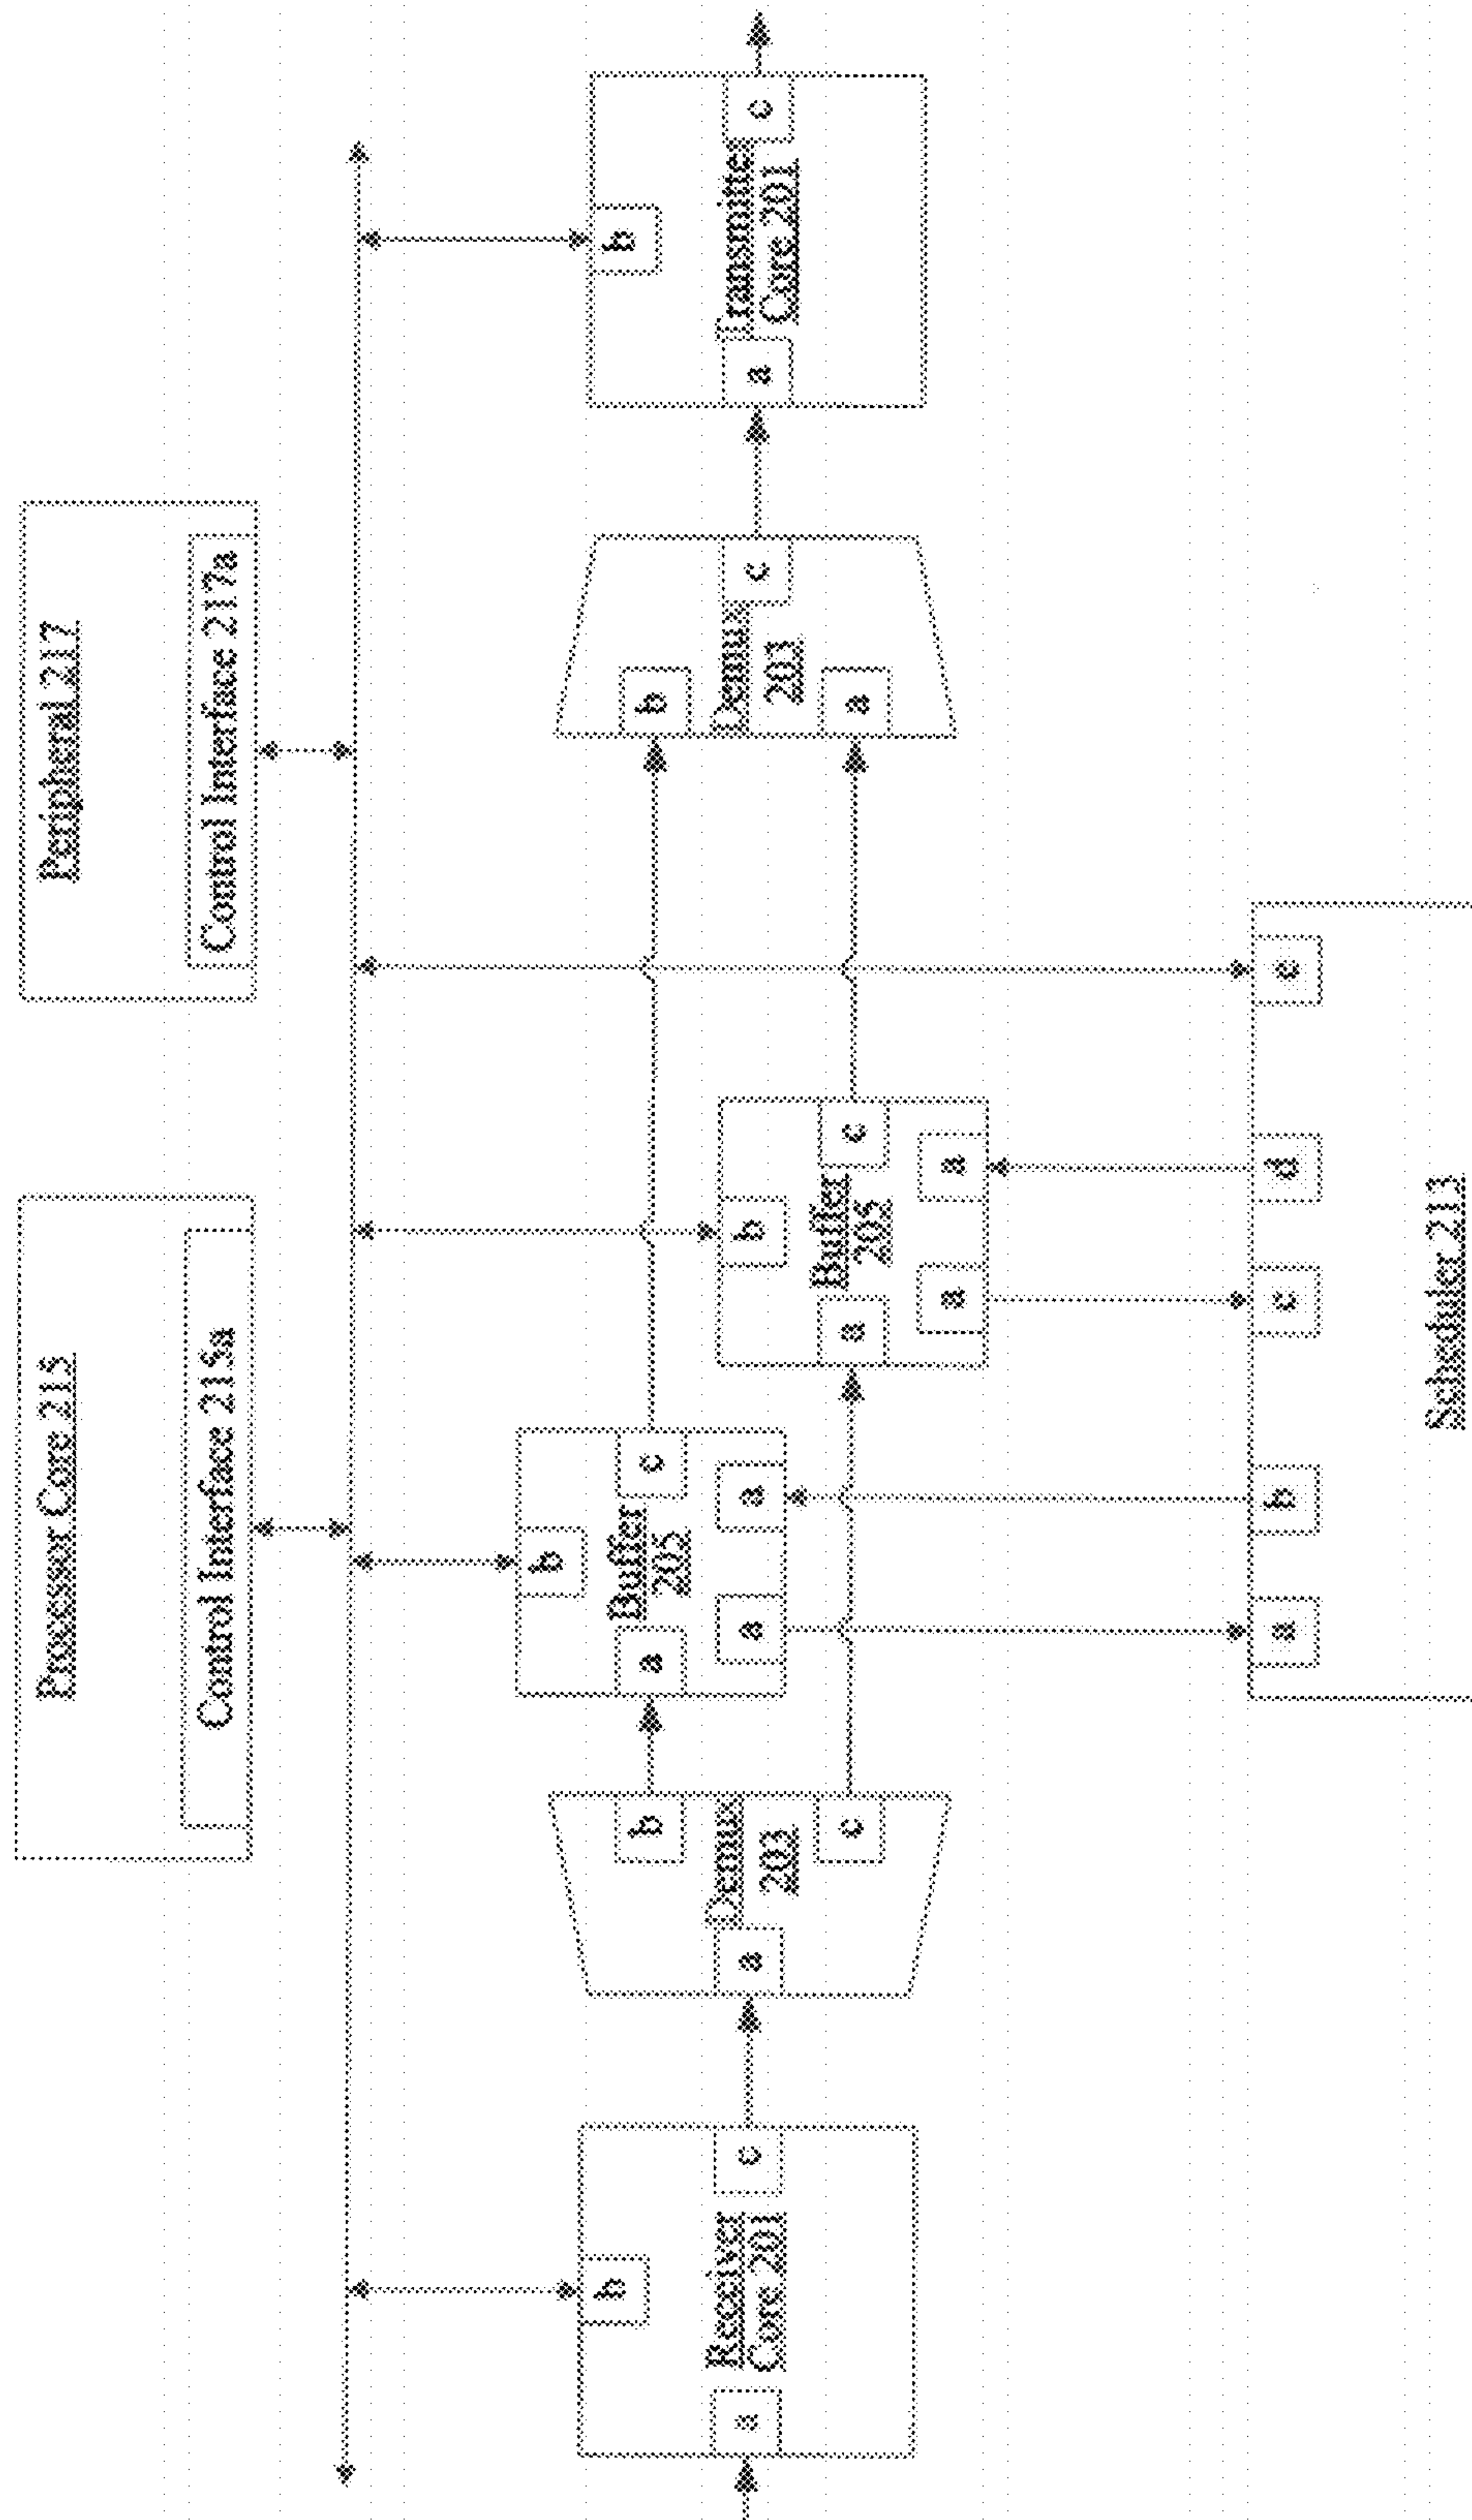 Processor Core 215
Control Interface 215a
Peripheral 217
Control Interface 217a
a
b
Receiver
Core 201
c
a
Demux
203
b
c
b
a
Buffer
205
c
a
a
b
a
Buffer
205
c
a
a
b
a
Demux
203
c
b
a
Transmitter
Core 201
c
a
b
c
d
Scheduler 213